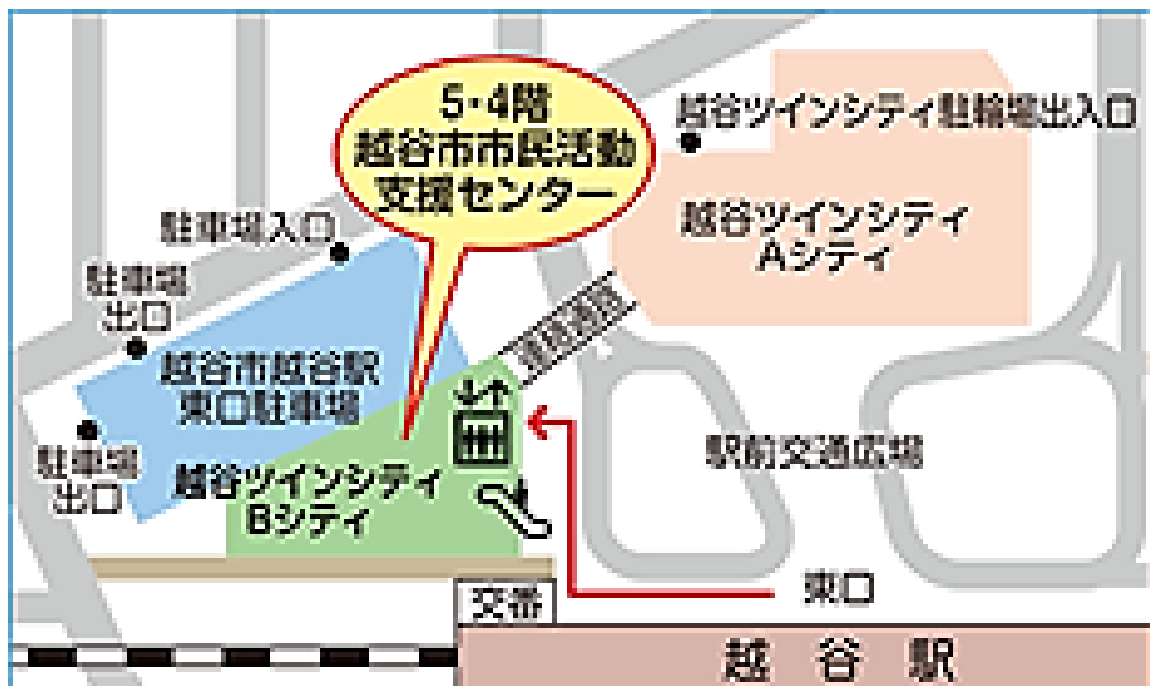 5・4階
越谷市市民活動
支援センター
越谷ツインシティ駐輪場出入口
越谷ツインシティ
Aシティ
駐車場入口
駐車場
出口
連絡通路
越谷市越谷駅
東口駐車場
駐車場
出口
越谷ツインシティ
Bシティ
駅前交通広場
東口
交番
越谷駅